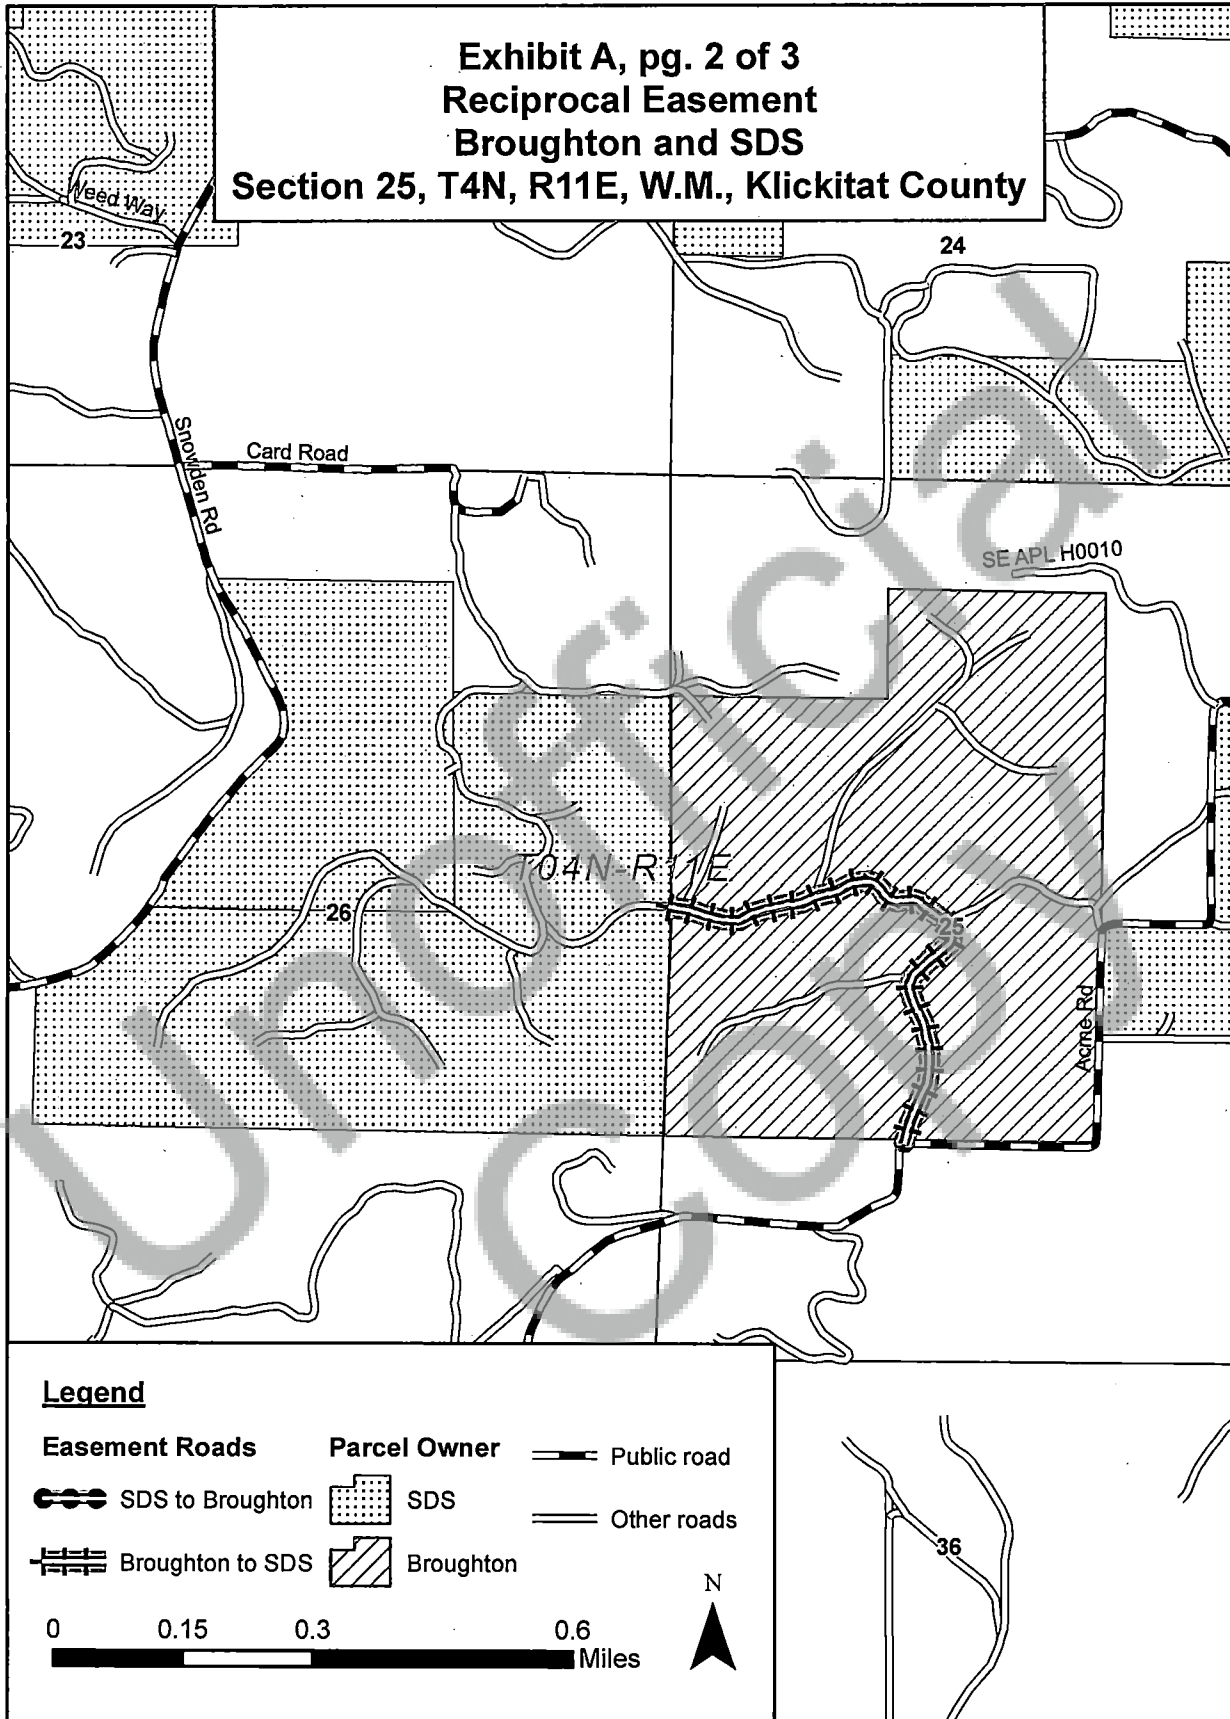 Exhibit A, pg. 2 of 3
Reciprocal Easement
Broughton and SDS
Section 25, T4N, R11E, W.M., Klickitat County
Weed Way
23
24
Snowden Rd
Card Road
SE APL H0010
T04N-R11E
26
25
Acme Rd
Unofficial
Copy
Legend
Easement Roads
SDS to Broughton
Broughton to SDS
Parcel Owner
SDS
Broughton
Public road
Other roads
N
0 0.15 0.3 0.6
Miles
36